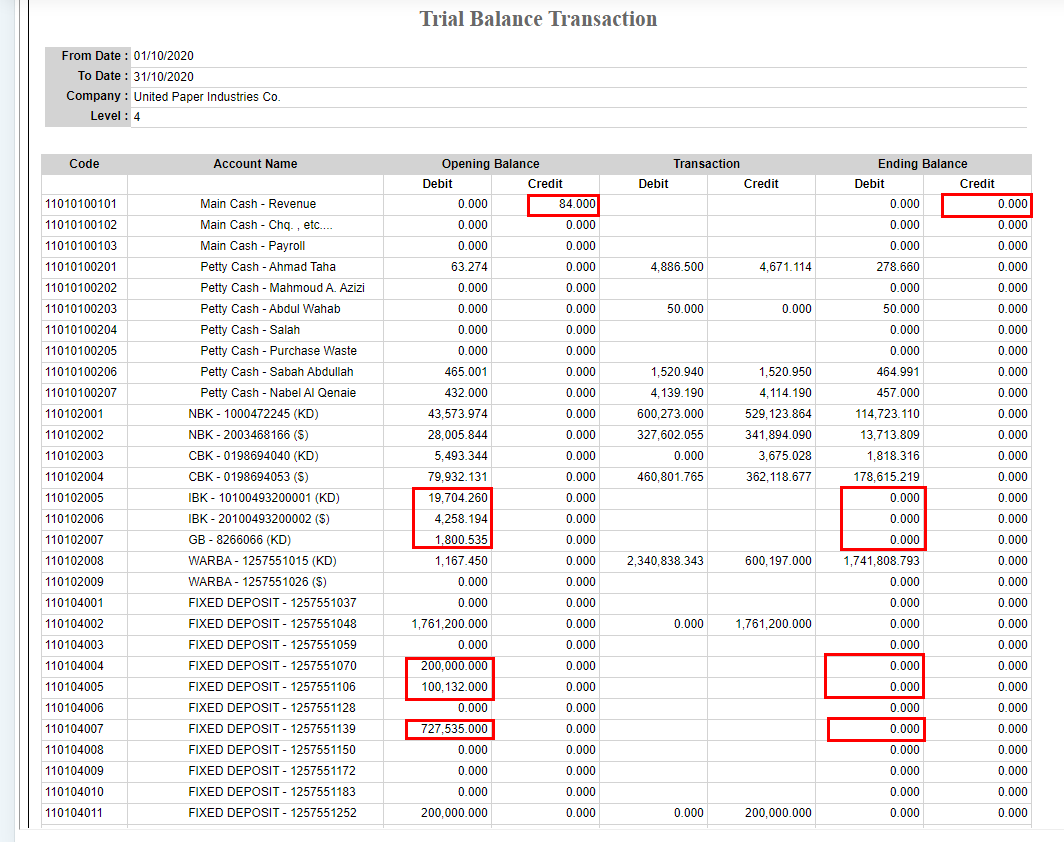 Trial Balance Transaction
From Date : 01/10/2020
To Date : 31/10/2020
Company : United Paper Industries Co.
Level : 4
Code Account Name Opening Balance Transaction Ending Balance
Debit Credit Debit Credit Debit Credit
11010100101 Main Cash - Revenue 0.000 84.000 0.000 0.000
11010100102 Main Cash - Chq. , etc.... 0.000 0.000 0.000 0.000
11010100103 Main Cash - Payroll 0.000 0.000 0.000 0.000
11010100201 Petty Cash - Ahmad Taha 63.274 0.000 4,886.500 4,671.114 278.660 0.000
11010100202 Petty Cash - Mahmoud A. Azizi 0.000 0.000 0.000 0.000
11010100203 Petty Cash - Abdul Wahab 0.000 0.000 50.000 0.000 50.000 0.000
11010100204 Petty Cash - Salah 0.000 0.000 0.000 0.000
11010100205 Petty Cash - Purchase Waste 0.000 0.000 0.000 0.000
11010100206 Petty Cash - Sabah Abdullah 465.001 0.000 1,520.940 1,520.950 464.991 0.000
11010100207 Petty Cash - Nabel Al Qenaie 432.000 0.000 4,139.190 4,114.190 457.000 0.000
110102001 NBK - 1000472245 (KD) 43,573.974 0.000 600,273.000 529,123.864 114,723.110 0.000
110102002 NBK - 2003468166 ($) 28,005.844 0.000 327,602.055 341,894.090 13,713.809 0.000
110102003 CBK - 0198694040 (KD) 5,493.344 0.000 0.000 3,675.028 1,818.316 0.000
110102004 CBK - 0198694053 ($) 79,932.131 0.000 460,801.765 362,118.677 178,615.219 0.000
110102005 IBK - 10100493200001 (KD) 19,704.260 0.000 0.000 0.000
110102006 IBK - 20100493200002 ($) 4,258.194 0.000 0.000 0.000
110102007 GB - 8266066 (KD) 1,800.535 0.000 0.000 0.000
110102008 WARBA - 1257551015 (KD) 1,167.450 0.000 2,340,838.343 600,197.000 1,741,808.793 0.000
110102009 WARBA - 1257551026 ($) 0.000 0.000 0.000 0.000
110104001 FIXED DEPOSIT - 1257551037 0.000 0.000 0.000 0.000
110104002 FIXED DEPOSIT - 1257551048 1,761,200.000 0.000 0.000 1,761,200.000 0.000 0.000
110104003 FIXED DEPOSIT - 1257551059 0.000 0.000 0.000 0.000
110104004 FIXED DEPOSIT - 1257551070 200,000.000 0.000 0.000 0.000
110104005 FIXED DEPOSIT - 1257551106 100,132.000 0.000 0.000 0.000
110104006 FIXED DEPOSIT - 1257551128 0.000 0.000 0.000 0.000
110104007 FIXED DEPOSIT - 1257551139 727,535.000 0.000 0.000 0.000
110104008 FIXED DEPOSIT - 1257551150 0.000 0.000 0.000 0.000
110104009 FIXED DEPOSIT - 1257551172 0.000 0.000 0.000 0.000
110104010 FIXED DEPOSIT - 1257551183 0.000 0.000 0.000 0.000
110104011 FIXED DEPOSIT - 1257551252 200,000.000 0.000 0.000 200,000.000 0.000 0.000